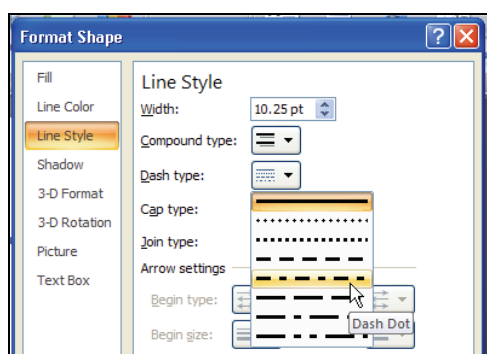 Format Shape
Fill
Line Color
Line Style
Shadow
3-D Format
3-D Rotation
Picture
Text Box
Line Style
Width: 10.25 pt
Compound type:
Dash type:
Cap type:
Join type:
Arrow settings
Begin type:
Begin size:
Dash Dot